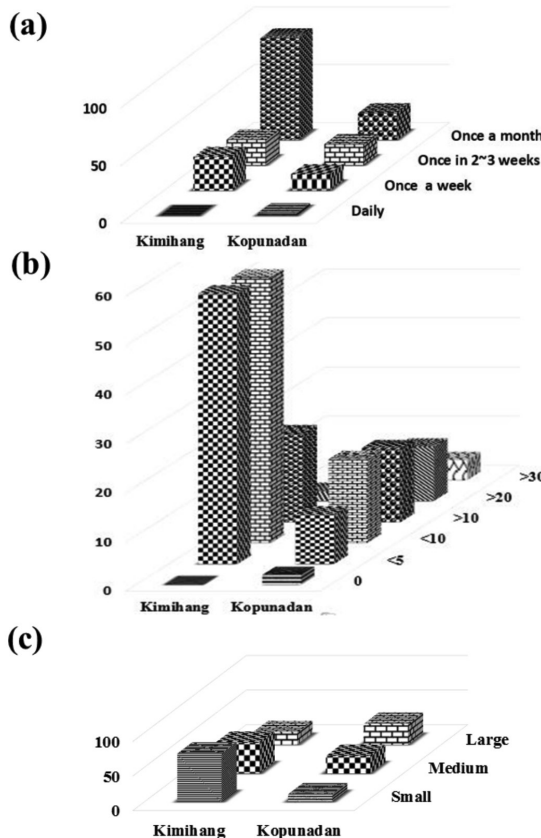 (a)
100
50
0
Once a month
Once in 2~3 weeks
Once a week
Daily
Kimihang Kopunadan
(b)
60
50
40
30
20
10
0
>30
>20
>10
<10
<5
0
Kimihang Kopunadan
(c)
100
50
0
Large
Medium
Small
Kimihang Kopunadan